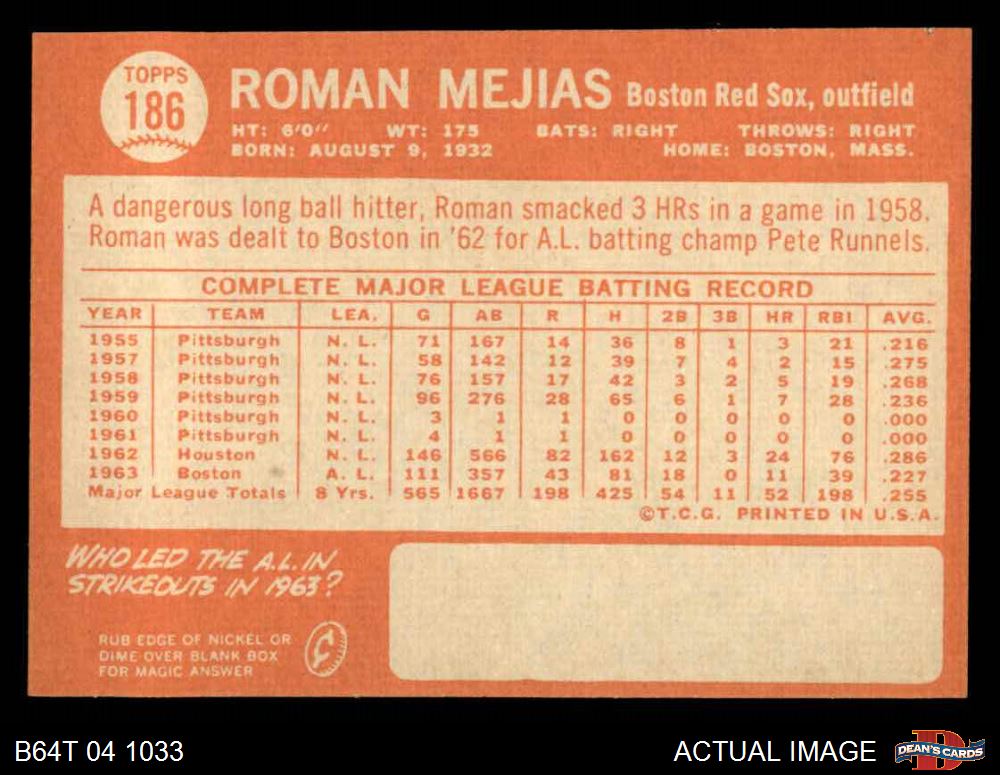 TOPPS
186
ROMAN MEJIAS Boston Red Sox, outfield
HT: 6'0" WT: 175 BATS: RIGHT THROWS: RIGHT
BORN: AUGUST 9, 1932 HOME: BOSTON, MASS.
A dangerous long ball hitter, Roman smacked 3 HRs in a game in 1958.
Roman was dealt to Boston in '62 for A.L. batting champ Pete Runnels.
COMPLETE MAJOR LEAGUE BATTING RECORD
YEAR TEAM LEA. G AB R H 2B 3B HR RBI AVG.
1955 Pittsburgh N. L. 71 167 14 36 8 1 3 21 .216
1957 Pittsburgh N. L. 58 142 12 39 7 4 2 15 .275
1958 Pittsburgh N. L. 76 157 17 42 3 2 5 19 .268
1959 Pittsburgh N. L. 96 276 28 65 6 1 7 28 .236
1960 Pittsburgh N. L. 3 1 1 0 0 0 0 0 .000
1961 Pittsburgh N. L. 4 1 1 0 0 0 0 0 .000
1962 Houston N. L. 146 566 82 162 12 3 24 76 .286
1963 Boston A. L. 111 357 43 81 18 0 11 39 .227
Major League Totals 8 Yrs. 565 1667 198 425 54 11 52 198 .255
©T.C.G. PRINTED IN U.S.A.
WHO LED THE A.L. IN
STRIKEOUTS IN 1963?
RUB EDGE OF NICKEL OR
DIME OVER BLANK BOX
FOR MAGIC ANSWER
B64T 04 1033 ACTUAL IMAGE DEAN'S CARDS